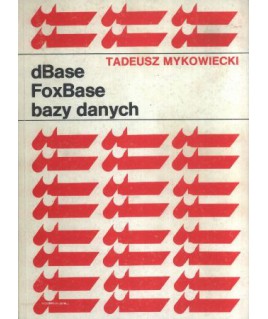 TADEUSZ MYKOWIECKI
dBase
FoxBase
bazy danych